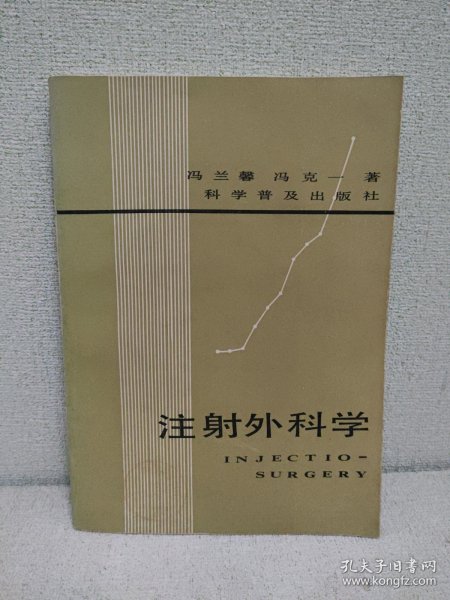 冯兰馨 冯克一 著
科学普及出版社
注射外科学
INJECTIO-
SURGERY
孔夫子旧书网
www.kongfz.com